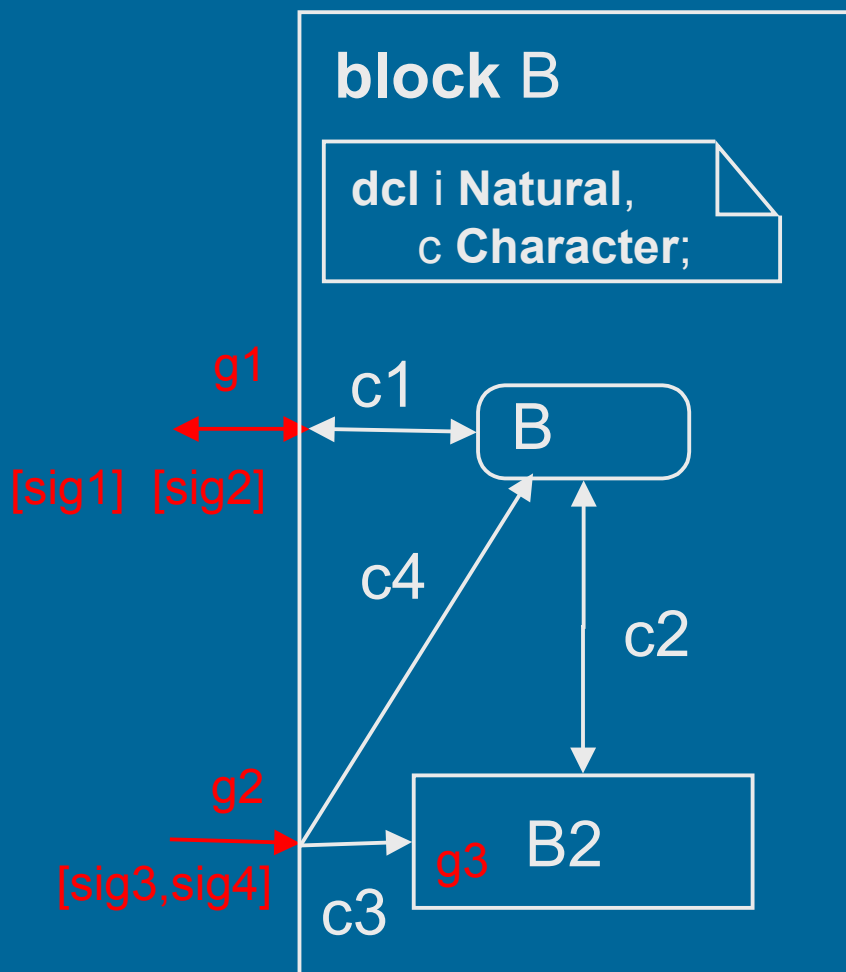 block B
dcl i Natural,
c Character;
g1
c1
B
[sig1] [sig2]
c4
c2
g2
g3 B2
[sig3,sig4]
c3